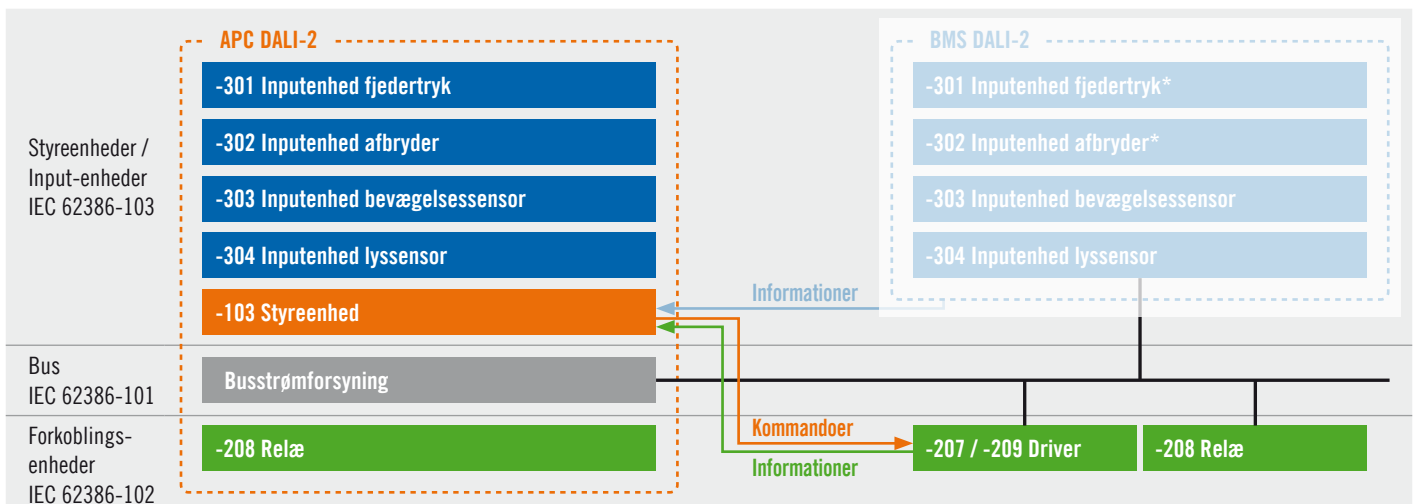 APC DALI-2
BMS DALI-2
Styreenheder /
Input-enheder
IEC 62386-103
-301 Inputenhed fjedertryk
-302 Inputenhed afbryder
-303 Inputenhed bevægelsessensor
-304 Inputenhed lyssensor
-103 Styreenhed
-301 Inputenhed fjedertryk*
-302 Inputenhed afbryder*
-303 Inputenhed bevægelsessensor
-304 Inputenhed lyssensor
Informationer
Bus
IEC 62386-101
Busstrømforsyning
Forkoblings-
enheder
IEC 62386-102
-208 Relæ
Kommandoer
Informationer
-207 / -209 Driver
-208 Relæ